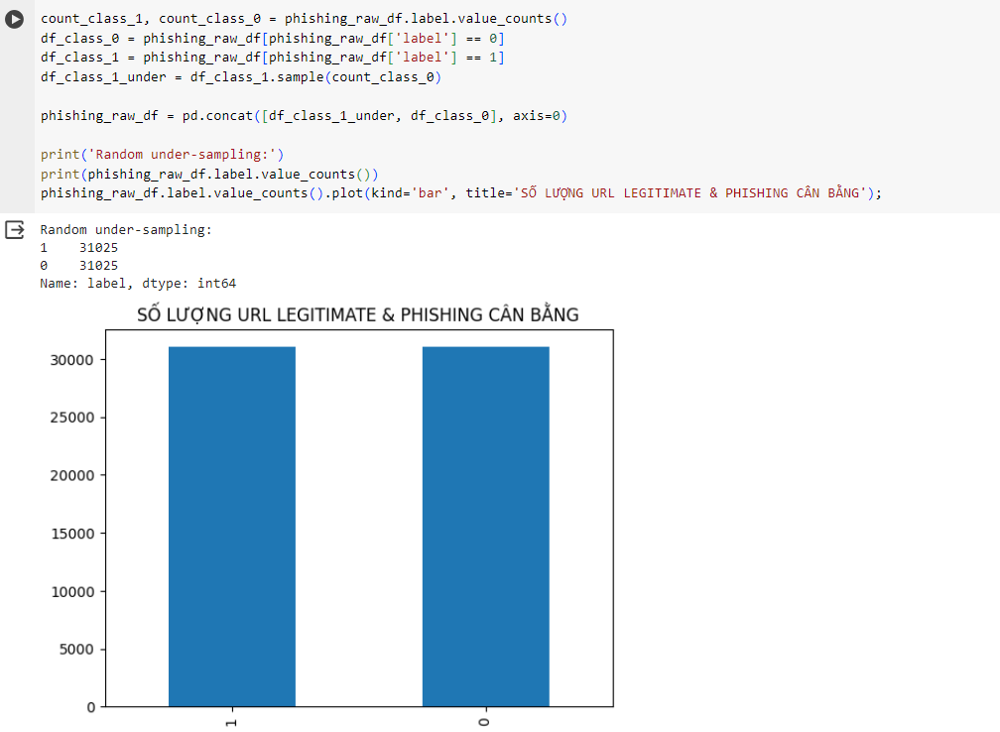 count_class_1, count_class_0 = phishing_raw_df.label.value_counts()
df_class_0 = phishing_raw_df[phishing_raw_df['label'] == 0]
df_class_1 = phishing_raw_df[phishing_raw_df['label'] == 1]
df_class_1_under = df_class_1.sample(count_class_0)
phishing_raw_df = pd.concat([df_class_1_under, df_class_0], axis=0)
print('Random under-sampling:')
print(phishing_raw_df.label.value_counts())
phishing_raw_df.label.value_counts().plot(kind='bar', title='SỐ LƯỢNG URL LEGITIMATE & PHISHING CÂN BẰNG');
Random under-sampling:
1    31025
0    31025
Name: label, dtype: int64
SỐ LƯỢNG URL LEGITIMATE & PHISHING CÂN BẰNG
30000
25000
20000
15000
10000
5000
0
1
0